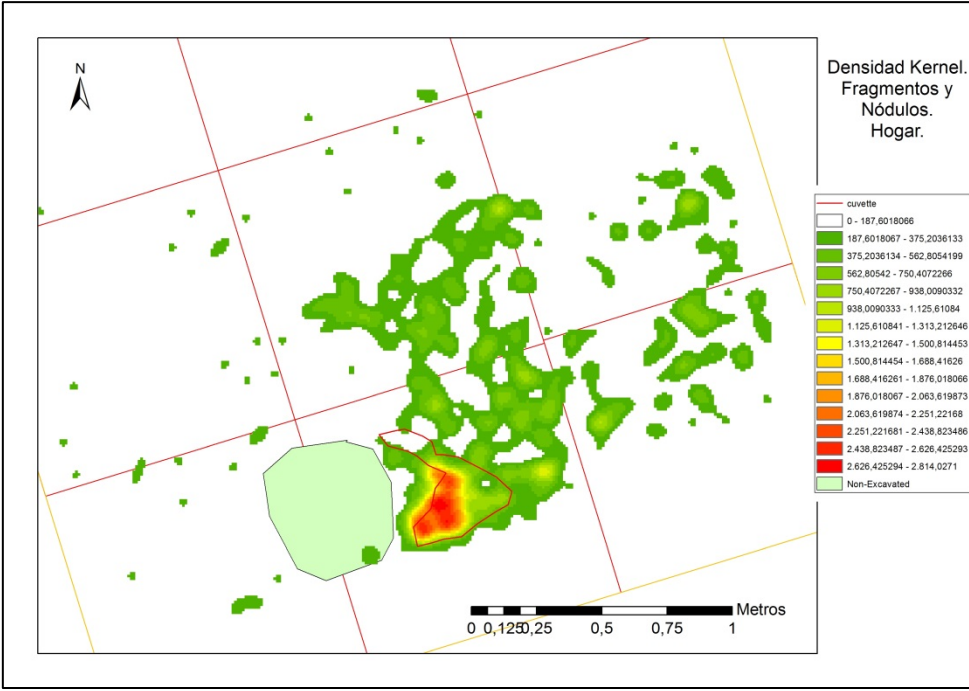 N
Densidad Kernel.
Fragmentos y
Nódulos.
Hogar.
cuvette
0 - 187,6018066
187,6018067 - 375,2036133
375,2036134 - 562,8054199
562,80542 - 750,4072266
750,4072267 - 938,0090332
938,0090333 - 1.125,61084
1.125,610841 - 1.313,212646
1.313,212647 - 1.500,814453
1.500,814454 - 1.688,41626
1.688,416261 - 1.876,018066
1.876,018067 - 2.063,619873
2.063,619874 - 2.251,22168
2.251,221681 - 2.438,823486
2.438,823487 - 2.626,425293
2.626,425294 - 2.814,0271
Non-Excavated
Metros
0 0,125 0,25 0,5 0,75 1